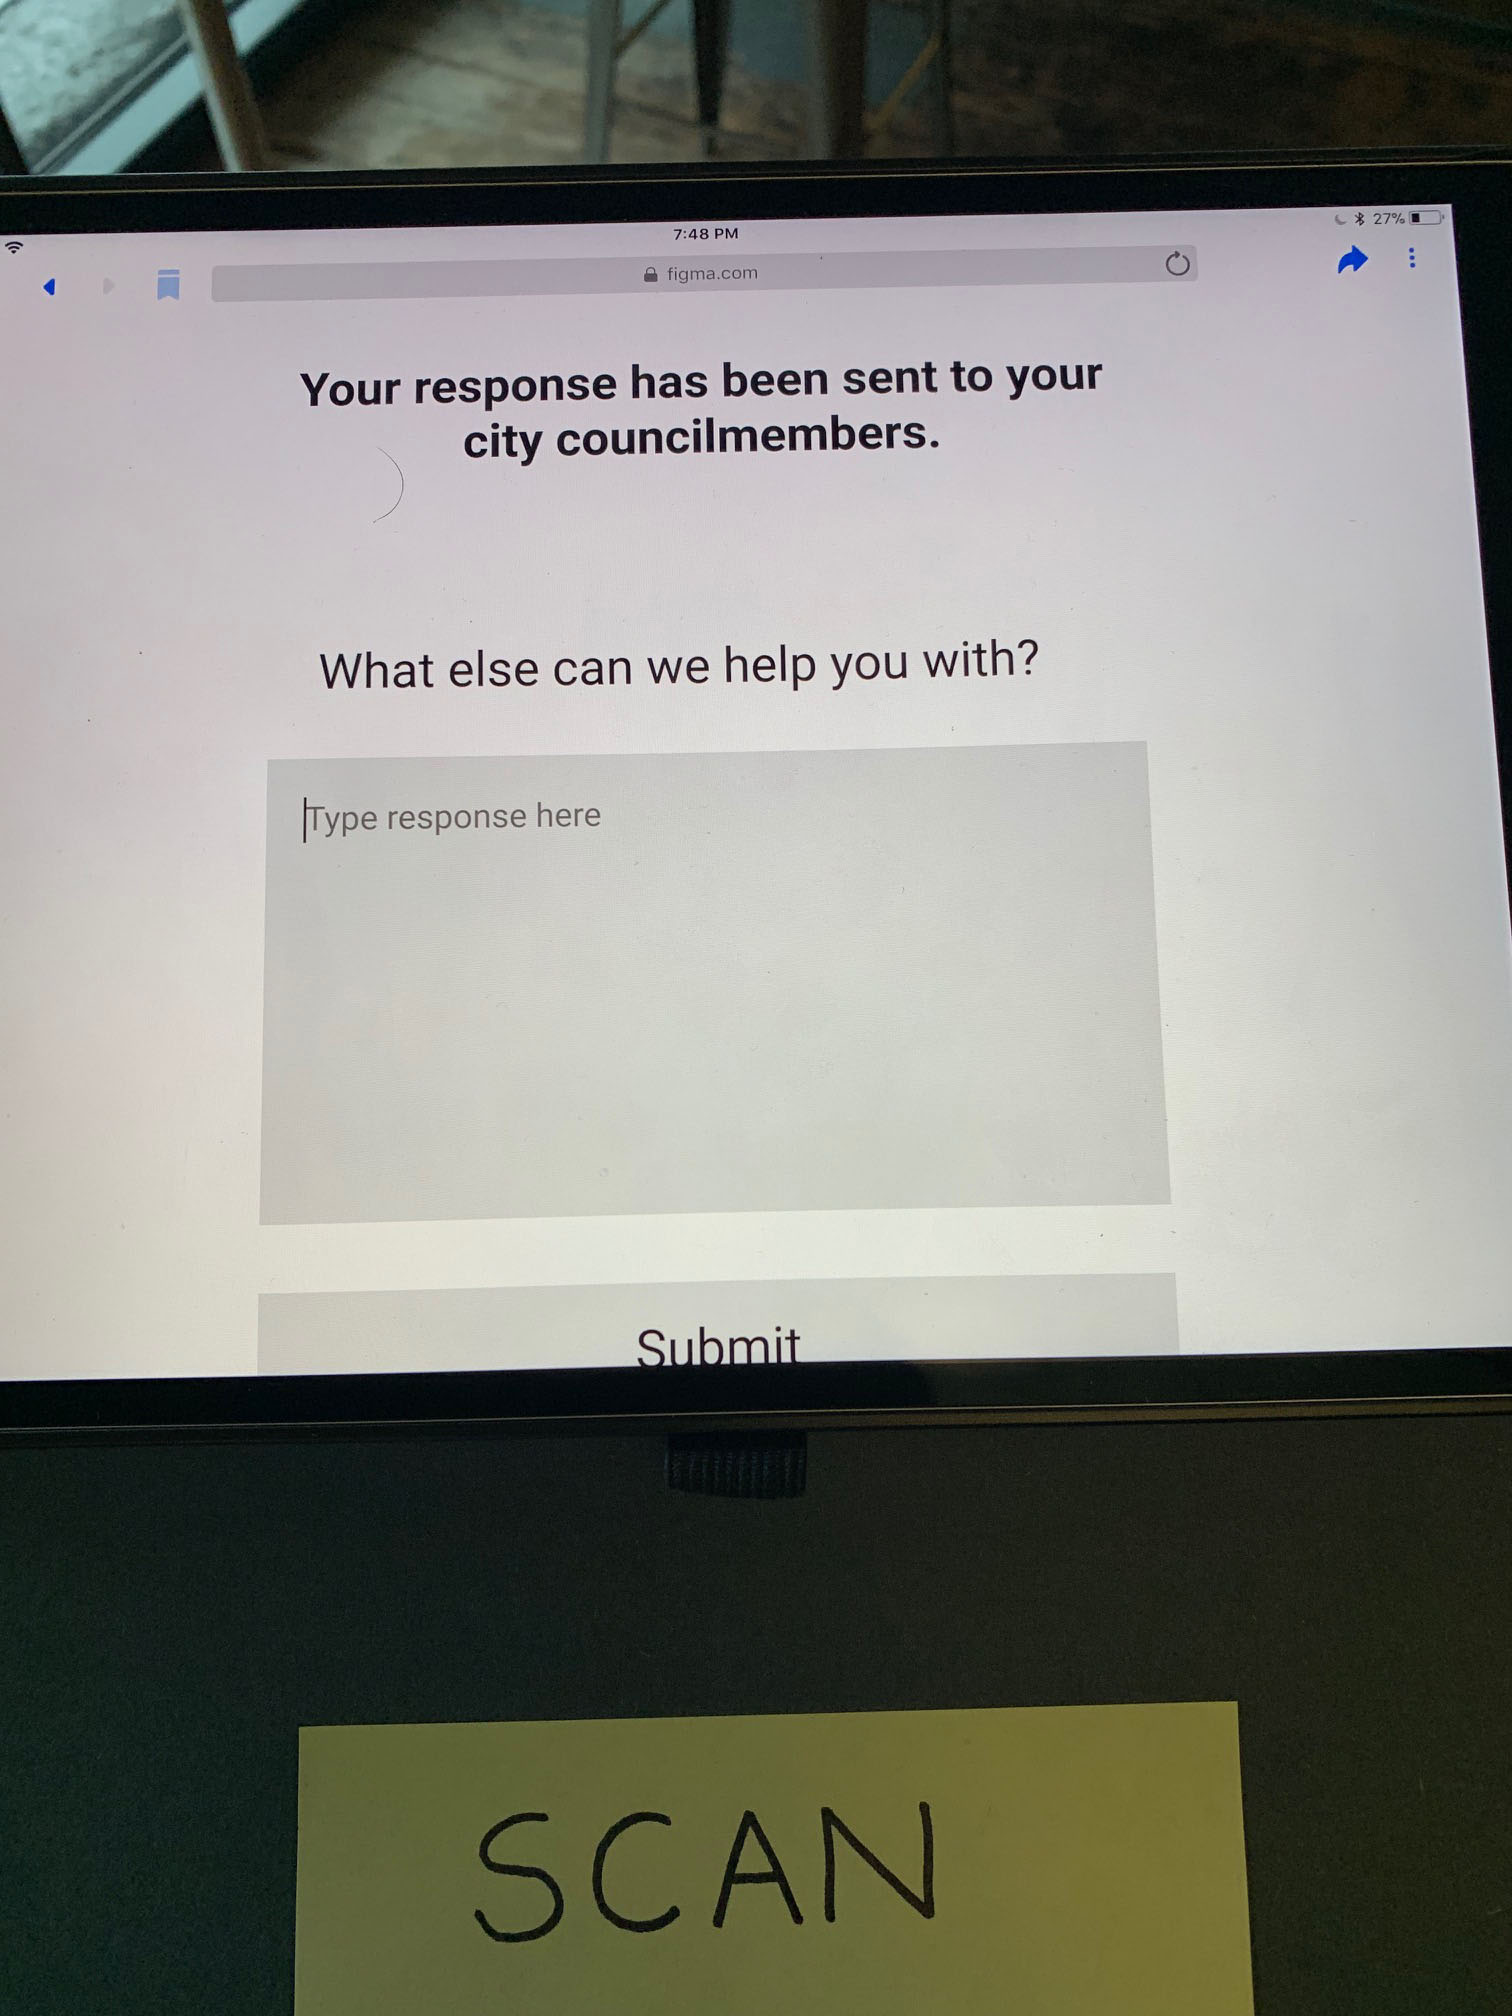 7:48 PM
27%
figma.com
Your response has been sent to your
city councilmembers.
What else can we help you with?
Type response here
Submit
SCAN